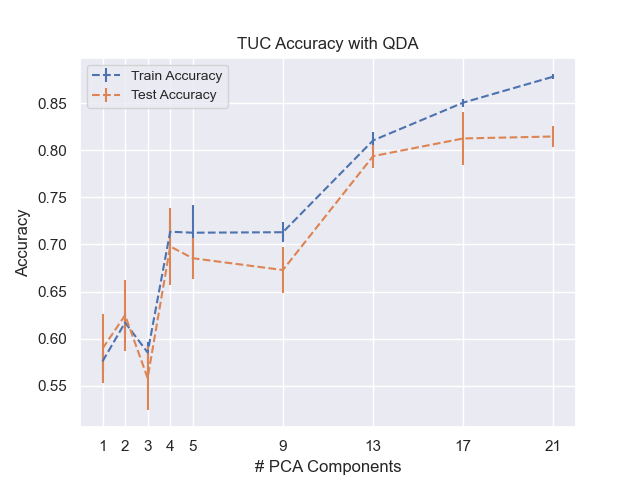 TUC Accuracy with QDA
Train Accuracy
Test Accuracy
0.85
0.80
0.75
0.70
0.65
0.60
0.55
Accuracy
1 2 3 4 5 9 13 17 21
# PCA Components